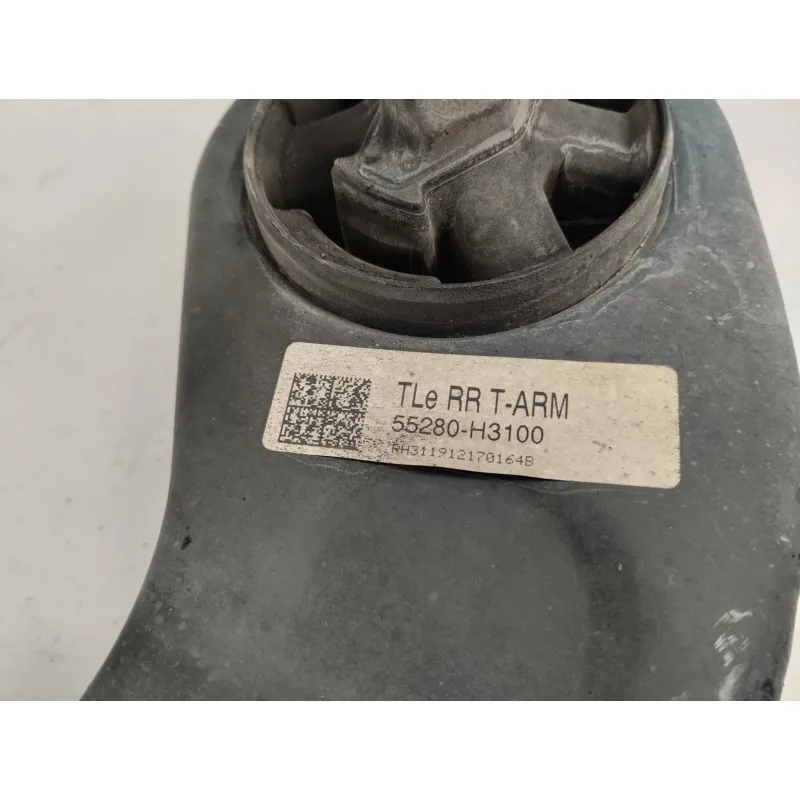 TLe RR T-ARM
55280-H3100
RH311912170164B